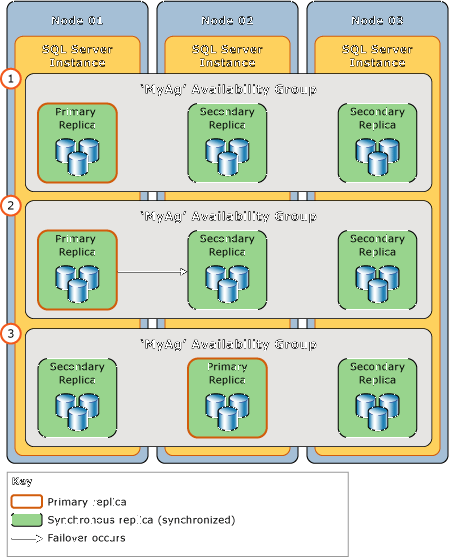 Node 01 Node 02 Node 03
SQL Server SQL Server SQL Server
Instance Instance Instance
1
'MyAg' Availability Group
Primary Secondary Secondary
Replica Replica Replica
2
'MyAg' Availability Group
Primary Secondary Secondary
Replica Replica Replica
3
'MyAg' Availability Group
Secondary Primary Secondary
Replica Replica Replica
Key
Primary replica
Synchronous replica (synchronized)
Failover occurs